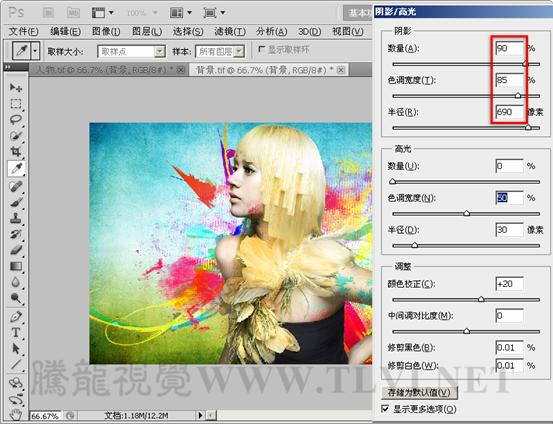 Ps Br Mb 66.7% 基本功
文件(F) 编辑(E) 图像(I) 图层(L) 选择(S) 滤镜(T) 分析(A) 3D(D) 视图(V)
取样大小: 取样点 样本: 所有图层 显示取样环
人物.tif @ 66.7% (背景, RGB/8#) * × 背景.tif @ 66.7% (背景, RGB/8#) * ×
66.67% 文档:1.18M/12.2M
阴影/高光
阴影
数量(A): 90 %
色调宽度(T): 85 %
半径(R): 690 像素
高光
数量(U): 0 %
色调宽度(N): 50 %
半径(D): 30 像素
调整
颜色校正(C): +20
中间调对比度(M): 0
修剪黑色(B): 0.01 %
修剪白色(W): 0.01 %
存储为默认值(V)
显示更多选项(O)
腾龍視覺 WWW.TLVI.NET